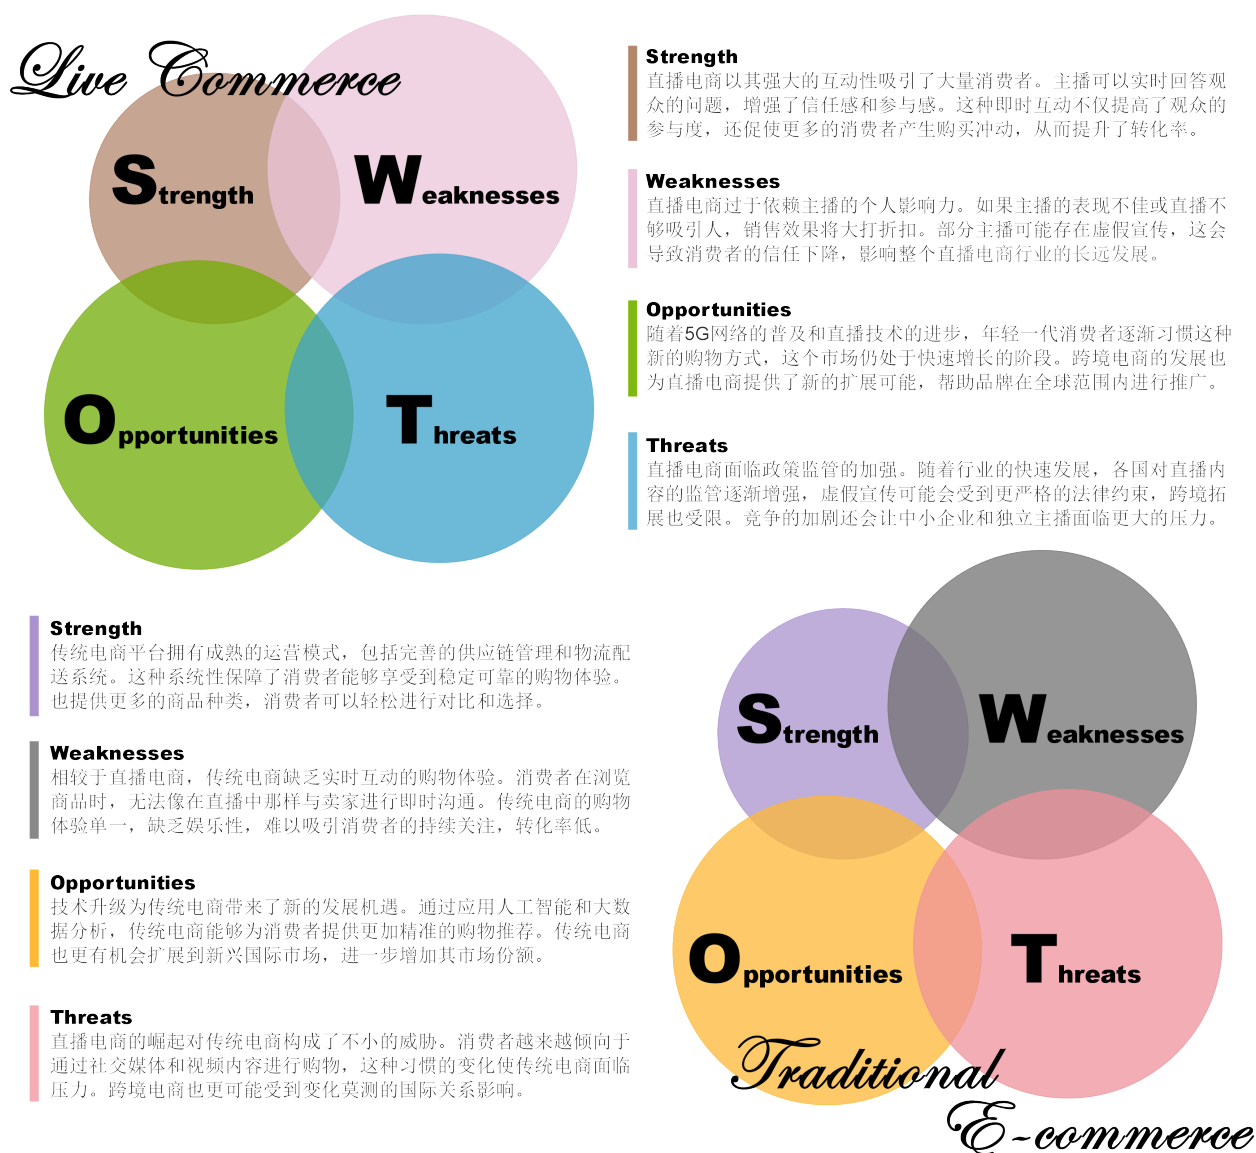 Live Commerce
Strength
Weaknesses
Opportunities
Threats
Strength
直播电商以其强大的互动性吸引了大量消费者。主播可以实时回答观
众的问题，增强了信任感和参与感。这种即时互动不仅提高了观众的
参与度，还促使更多的消费者产生购买冲动，从而提升了转化率。
Weaknesses
直播电商过于依赖主播的个人影响力。如果主播的表现不佳或直播不
够吸引人，销售效果将大打折扣。部分主播可能存在虚假宣传，这会
导致消费者的信任下降，影响整个直播电商行业的长远发展。
Opportunities
随着5G网络的普及和直播技术的进步，年轻一代消费者逐渐习惯这种
新的购物方式，这个市场仍处于快速增长的阶段。跨境电商的发展也
为直播电商提供了新的扩展可能，帮助品牌在全球范围内进行推广。
Threats
直播电商面临政策监管的加强。随着行业的快速发展，各国对直播内
容的监管逐渐增强，虚假宣传可能会受到更严格的法律约束，跨境拓
展也受限。竞争的加剧还会让中小企业和独立主播面临更大的压力。
Strength
传统电商平台拥有成熟的运营模式，包括完善的供应链管理和物流配
送系统。这种系统性保障了消费者能够享受到稳定可靠的购物体验。
也提供更多的商品种类，消费者可以轻松进行对比和选择。
Weaknesses
相较于直播电商，传统电商缺乏实时互动的购物体验。消费者在浏览
商品时，无法像在直播中那样与卖家进行即时沟通。传统电商的购物
体验单一，缺乏娱乐性，难以吸引消费者的持续关注，转化率低。
Opportunities
技术升级为传统电商带来了新的发展机遇。通过应用人工智能和大数
据分析，传统电商能够为消费者提供更加精准的购物推荐。传统电商
也更有机会扩展到新兴国际市场，进一步增加其市场份额。
Threats
直播电商的崛起对传统电商构成了不小的威胁。消费者越来越倾向于
通过社交媒体和视频内容进行购物，这种习惯的变化使传统电商面临
压力。跨境电商也更可能受到变化莫测的国际关系影响。
Strength
Weaknesses
Opportunities
Threats
Traditional
E-commerce